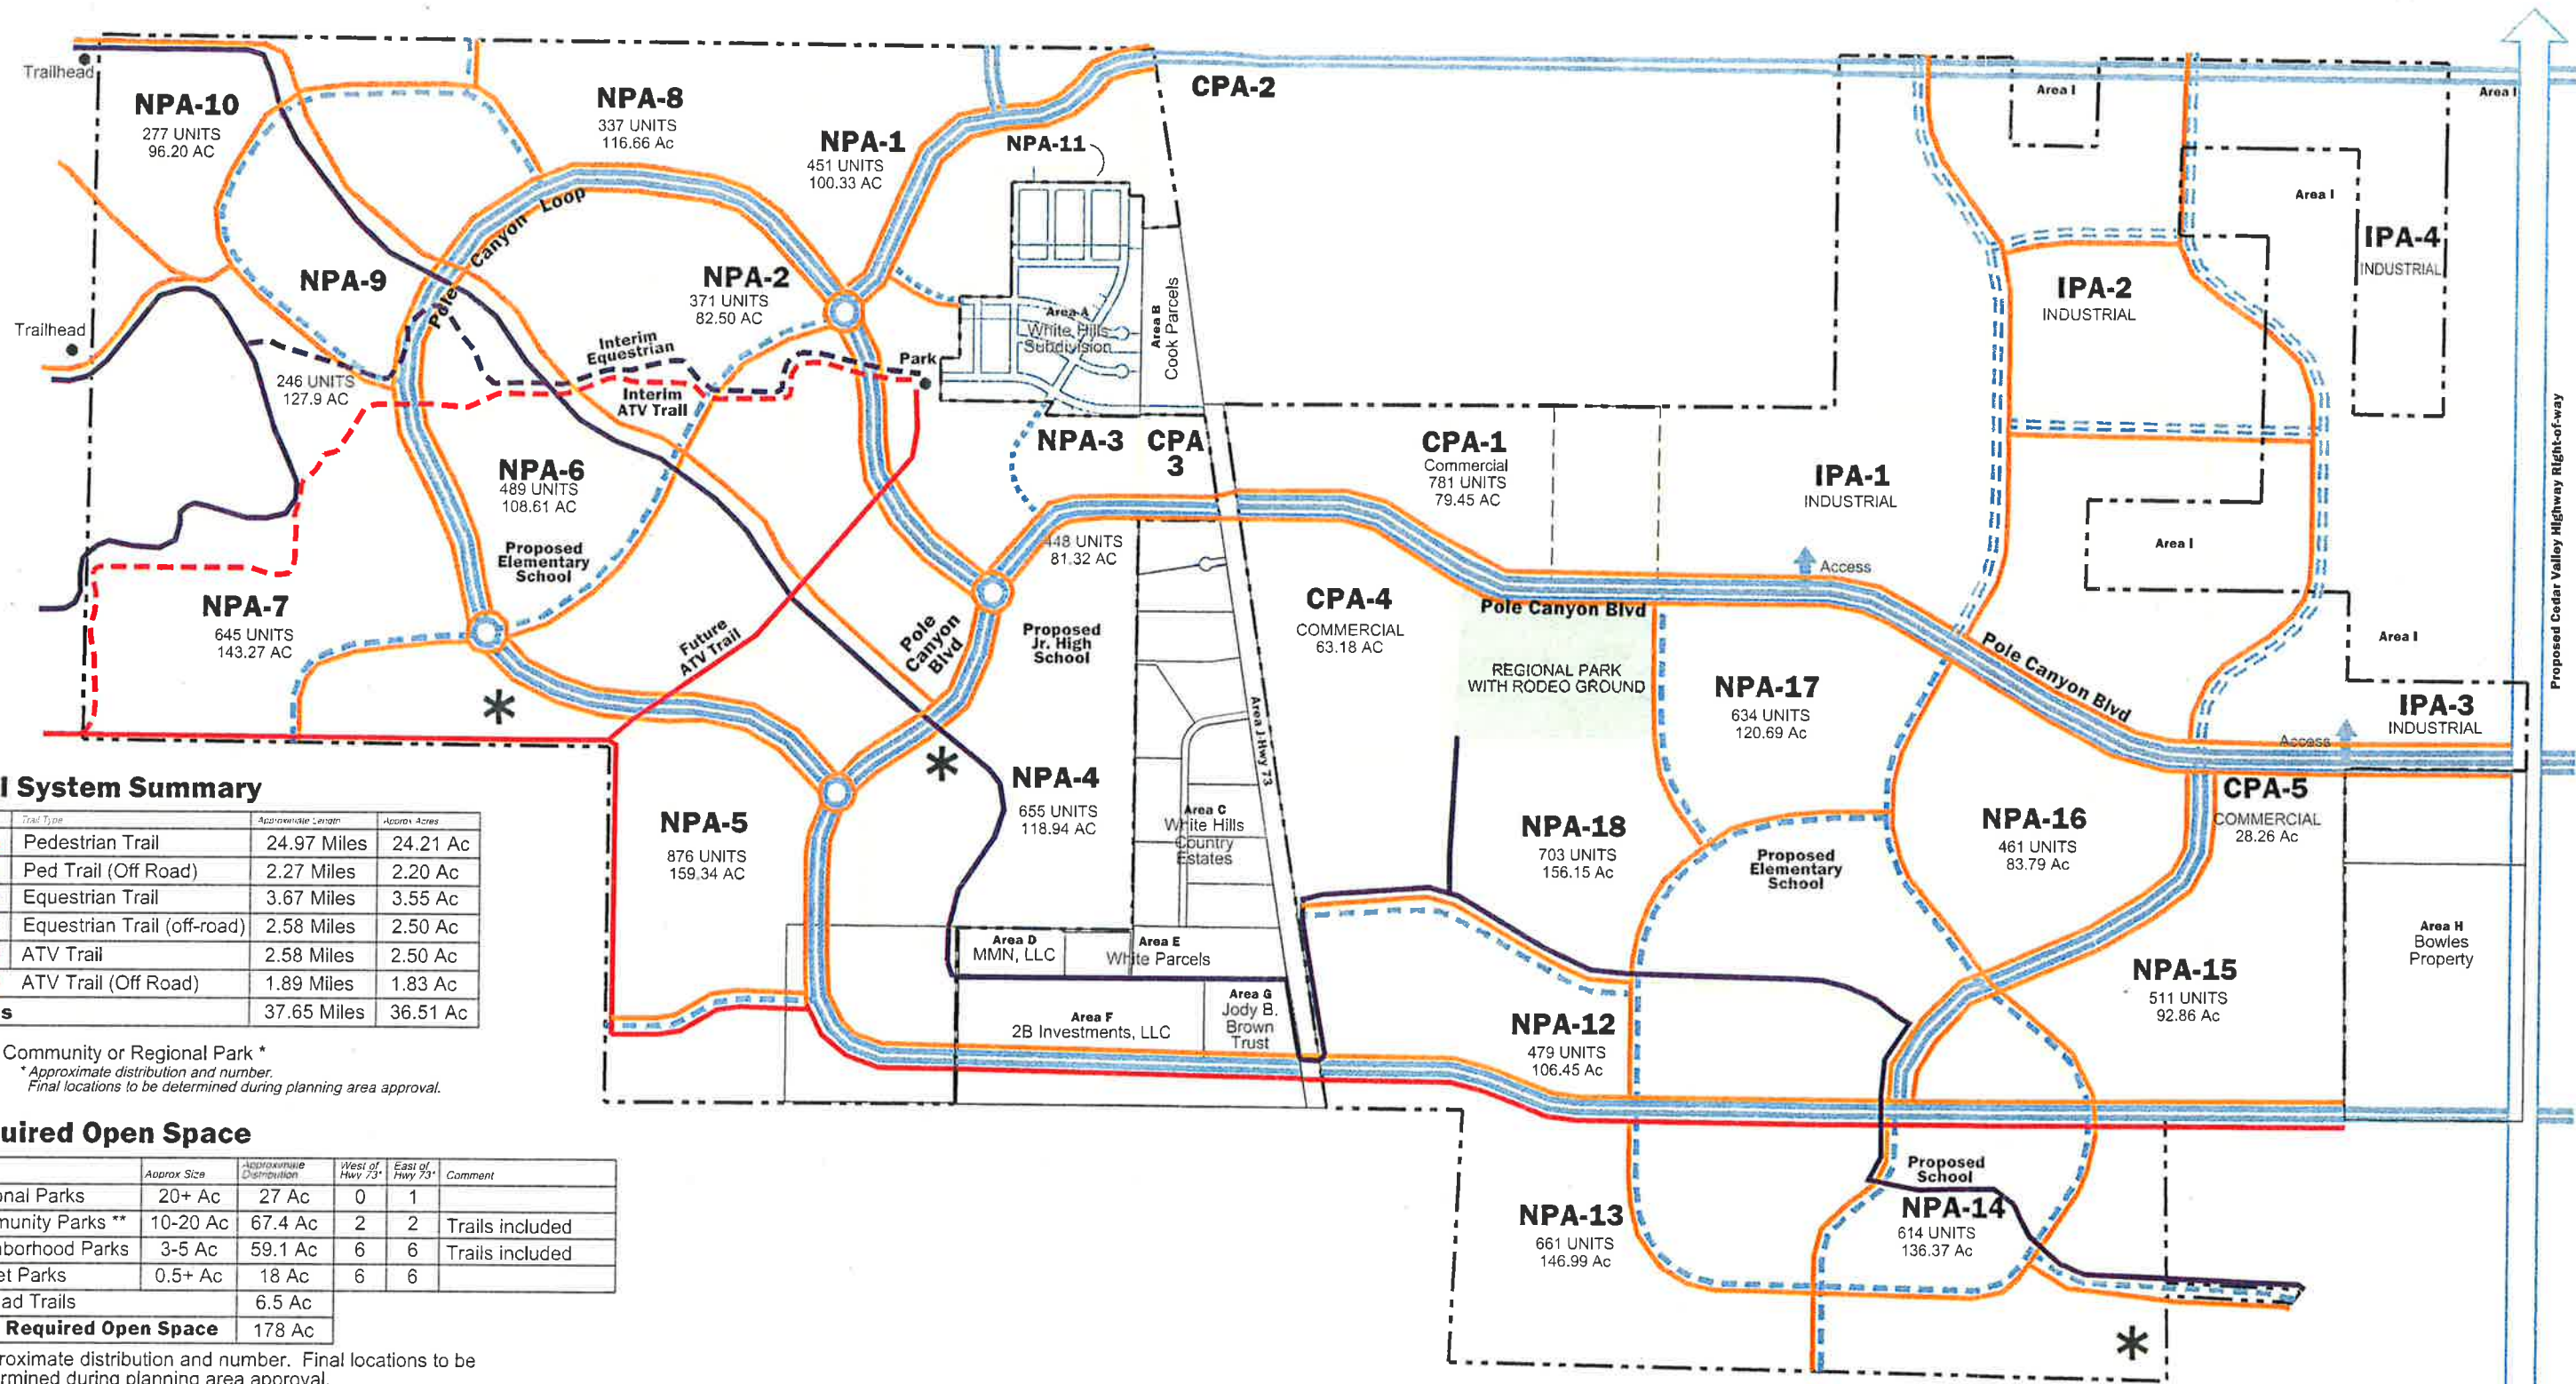 Trailhead
NPA-10
277 UNITS
96.20 AC
NPA-8
337 UNITS
116.66 Ac
NPA-1
451 UNITS
100.33 AC
CPA-2
NPA-11
Area I
Area I
Area I
IPA-4
INDUSTRIAL
IPA-2
INDUSTRIAL
Pole Canyon Loop
NPA-9
246 UNITS
127.9 AC
NPA-2
371 UNITS
82.50 AC
Trailhead
Interim
Equestrian
Interim
ATV Trail
Park
Area A
White Hills
Subdivision
Area B
Cook Parcels
Proposed Cedar Valley Highway Right-of-way
NPA-3
448 UNITS
81.32 AC
CPA
3
CPA-1
Commercial
781 UNITS
79.45 AC
IPA-1
INDUSTRIAL
Access
Area I
NPA-6
489 UNITS
108.61 AC
Proposed
Elementary
School
NPA-7
645 UNITS
143.27 AC
Future
ATV Trail
Pole
Canyon
Blvd
Proposed
Jr. High
School
CPA-4
COMMERCIAL
63.18 AC
Pole Canyon Blvd
REGIONAL PARK
WITH RODEO GROUND
Area J-Hwy 73
NPA-17
634 UNITS
120.69 Ac
Pole Canyon Blvd
Area I
IPA-3
INDUSTRIAL
Access
*
*
NPA-5
876 UNITS
159.34 AC
NPA-4
655 UNITS
118.94 AC
Area C
White Hills
Country
Estates
NPA-18
703 UNITS
156.15 Ac
Proposed
Elementary
School
NPA-16
461 UNITS
83.79 AC
CPA-5
COMMERCIAL
28.26 Ac
Area D
MMN, LLC
Area E
White Parcels
Area F
2B Investments, LLC
Area G
Jody B.
Brown
Trust
NPA-12
479 UNITS
106.45 Ac
NPA-15
511 UNITS
92.86 Ac
Area H
Bowles
Property
NPA-13
661 UNITS
146.99 Ac
Proposed
School
NPA-14
614 UNITS
136.37 Ac
*
l System Summary
Trail Type Approximate Length Approx Acres
Pedestrian Trail 24.97 Miles 24.21 Ac
Ped Trail (Off Road) 2.27 Miles 2.20 Ac
Equestrian Trail 3.67 Miles 3.55 Ac
Equestrian Trail (off-road) 2.58 Miles 2.50 Ac
ATV Trail 2.58 Miles 2.50 Ac
ATV Trail (Off Road) 1.89 Miles 1.83 Ac
s 37.65 Miles 36.51 Ac
Community or Regional Park *
* Approximate distribution and number.
Final locations to be determined during planning area approval.
uired Open Space
Approx Size Approximate Distribution West of Hwy 73* East of Hwy 73* Comment
onal Parks 20+ Ac 27 Ac 0 1
munity Parks ** 10-20 Ac 67.4 Ac 2 2 Trails included
borhood Parks 3-5 Ac 59.1 Ac 6 6 Trails included
et Parks 0.5+ Ac 18 Ac 6 6
ad Trails 6.5 Ac
Required Open Space 178 Ac
roximate distribution and number. Final locations to be
rmined during planning area approval.